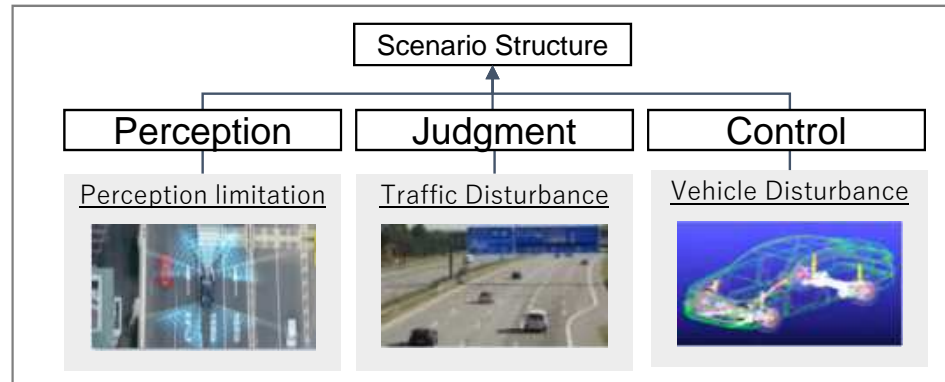 Scenario Structure
Perception
Judgment
Control
Perception limitation
Traffic Disturbance
Vehicle Disturbance